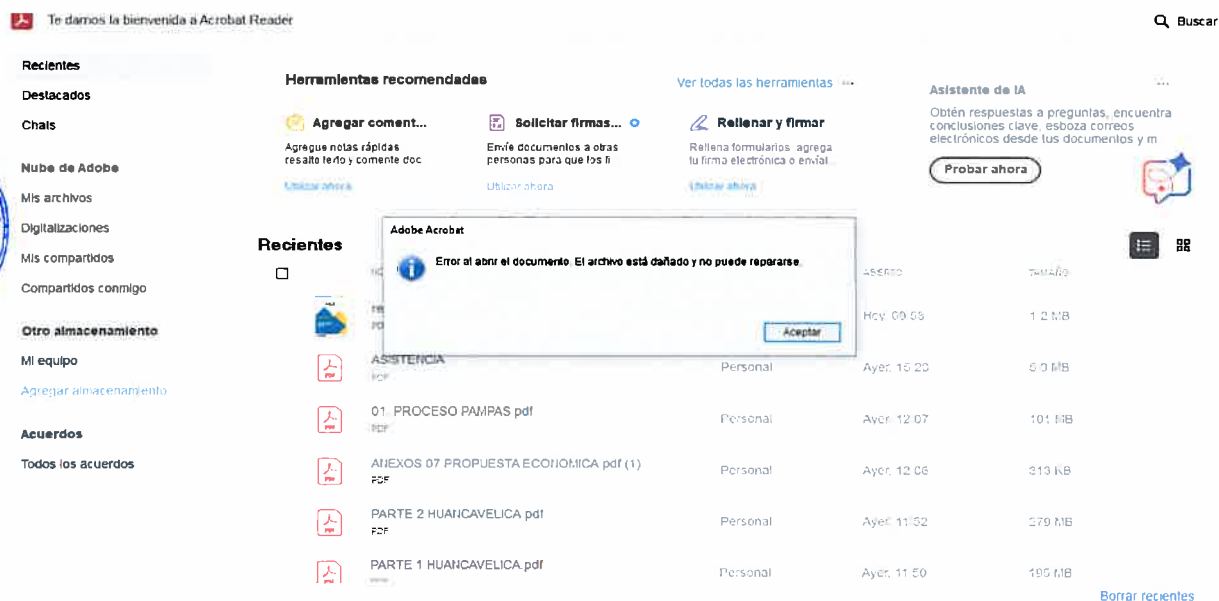 Te damos la bienvenida a Acrobat Reader
Buscar
Recientes
Destacados
Chats
Nube de Adobe
Mis archivos
Digitalizaciones
Mis compartidos
Compartidos conmigo
Otro almacenamiento
Mi equipo
Agregar almacenamiento
Acuerdos
Todos los acuerdos
Herramientas recomendadas
Ver todas las herramientas ...
Agregar coment...
Agregue notas rápidas
resalte texto y comente doc
Utilizar ahora
Solicitar firmas...
Envíe documentos a otras
personas para que los fi
Utilizar ahora
Rellenar y firmar
Rellena formularios agrega
tu firma electrónica o envíal...
Utilizar ahora
Asistente de IA
...
Obtén respuestas a preguntas, encuentra
conclusiones clave, esboza correos
electrónicos desde tus documentos y m
Probar ahora
Recientes
Adobe Acrobat
Error al abrir el documento. El archivo está dañado y no puede repararse.
Aceptar
TAMAÑO
Hoy, 09:53 1.2 MB
ASISTENCIA
PDF
Personal Ayer, 15:20 5.0 MB
01. PROCESO PAMPAS.pdf
PDF
Personal Ayer, 12:07 101 MB
ANEXOS 07 PROPUESTA ECONOMICA.pdf (1)
PDF
Personal Ayer, 12:06 313 KB
PARTE 2 HUANCAVELICA.pdf
PDF
Personal Ayer, 11:52 279 MB
PARTE 1 HUANCAVELICA.pdf
Personal Ayer, 11:50 195 MB
Borrar recientes